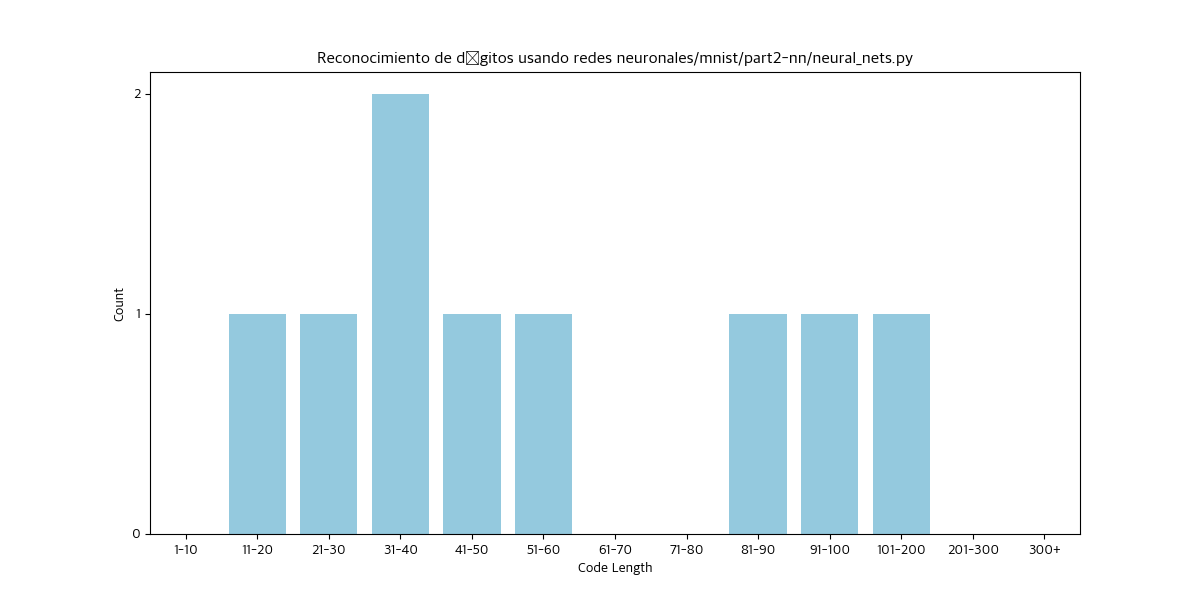 Reconocimiento de d☒gitos usando redes neuronales/mnist/part2-nn/neural_nets.py
2
1
0
Count
1-10 11-20 21-30 31-40 41-50 51-60 61-70 71-80 81-90 91-100 101-200 201-300 300+
Code Length